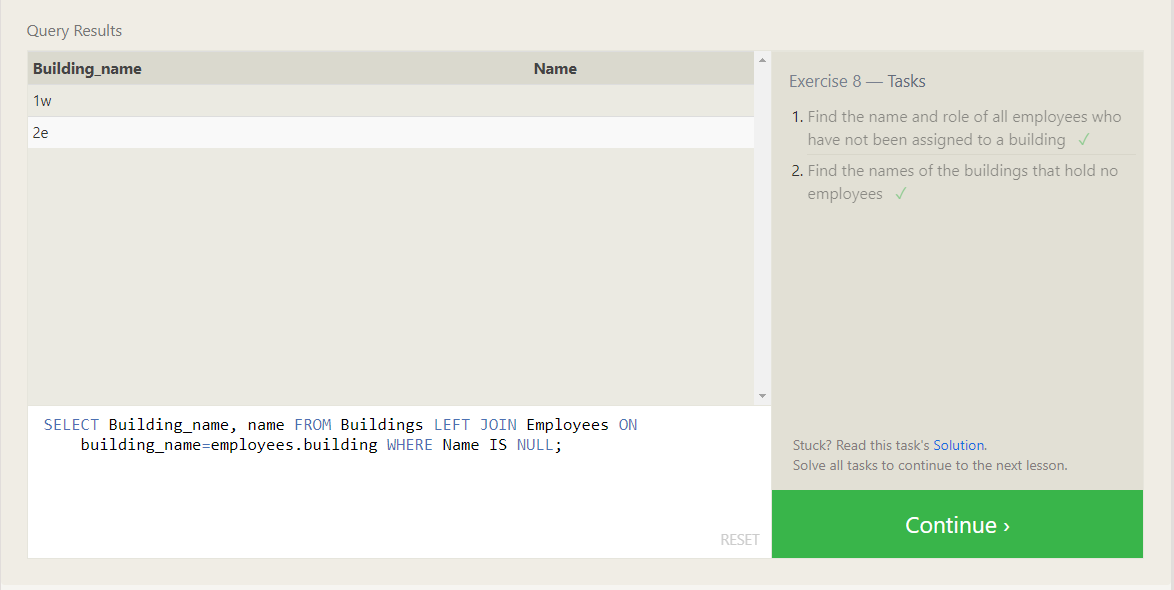 Query Results
Building_name Name
1w
2e
SELECT Building_name, name FROM Buildings LEFT JOIN Employees ON
building_name=employees.building WHERE Name IS NULL;
RESET
Exercise 8 — Tasks
1. Find the name and role of all employees who
have not been assigned to a building ✓
2. Find the names of the buildings that hold no
employees ✓
Stuck? Read this task's Solution.
Solve all tasks to continue to the next lesson.
Continue ›